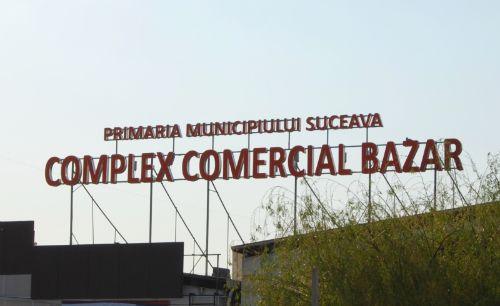 PRIMARIA MUNICIPIULUI SUCEAVA
COMPLEX COMERCIAL BAZAR